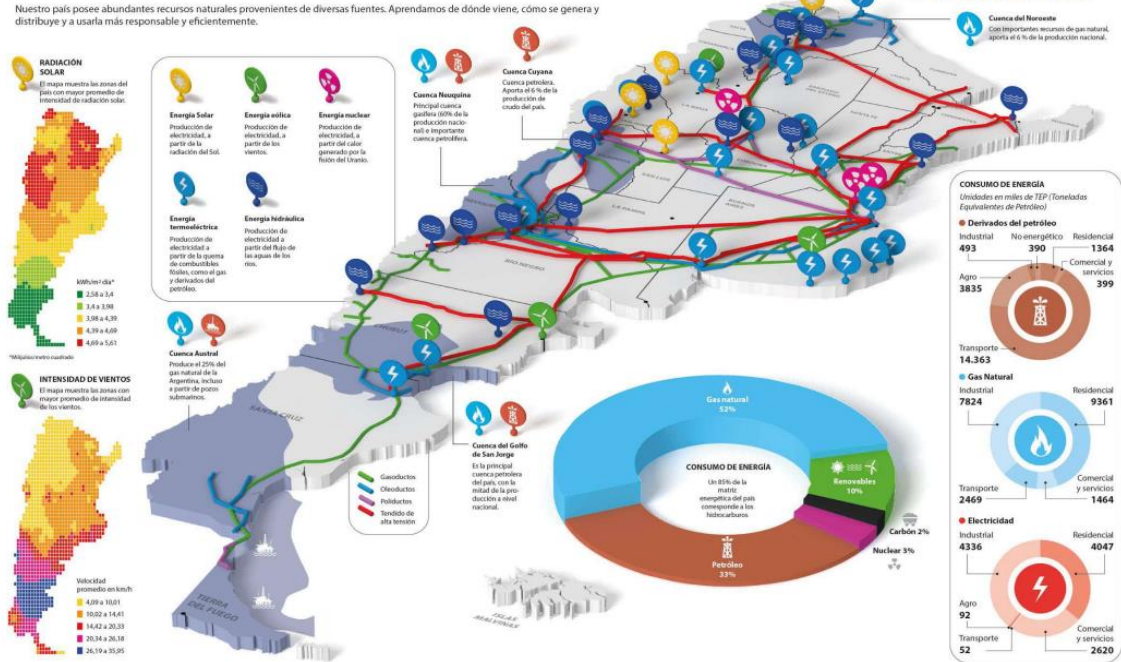 Nuestro país posee abundantes recursos naturales provenientes de diversas fuentes. Aprendamos de dónde viene, cómo se genera y
distribuye y a usarla más responsable y eficientemente.
RADIACIÓN
SOLAR
El mapa muestra las zonas del
país con mayor promedio de
intensidad de radiación solar.
kWh/m² día*
2,58 a 3,4
3,4 a 3,98
3,98 a 4,39
4,39 a 4,69
4,69 a 5,61
INTENSIDAD DE VIENTOS
El mapa muestra las zonas con
mayor promedio de intensidad
de los vientos.
Velocidad
promedio en km/h
4,09 a 10,01
10,02 a 14,41
14,42 a 20,33
20,34 a 26,18
26,19 a 35,95
Energía Solar
Producción de
electricidad, a
partir de la
radiación del Sol.
Energía eólica
Producción de
electricidad, a
partir de los
vientos.
Energía nuclear
Producción de
electricidad, a
partir del calor
generado por la
fisión del Uranio.
Energía
termoeléctrica
Producción de
electricidad a
partir de la quema
de combustibles
fósiles, como el gas
y derivados del
petróleo.
Energía hidráulica
Producción de
electricidad a
partir del flujo de
las aguas de los
ríos.
Cuenca Neuquina
Principal cuenca
gasífera (60% de la
producción nacio-
nal) e importante
cuenca petrolífera.
Cuenca Cuyana
Cuenca petrolera.
Aporta el 6 % de la
producción de
crudo del país.
Cuenca del Noroeste
Con importantes recursos de gas natural,
aporta el 6 % de la producción nacional.
Cuenca Austral
Produce el 25% del
gas natural de la
Argentina, incluso
a partir de pozos
submarinos.
Cuenca del Golfo
de San Jorge
Es la principal
cuenca petrolera
del país, con la
mitad de la pro-
ducción a nivel
nacional.
Gasoductos
Oleoductos
Poliductos
Tendido de
alta tensión
LA RIOJA
SAN LUIS
LA PAMPA
BUENOS
AIRES
RÍO NEGRO
CHUBUT
SANTA CRUZ
TIERRA
DEL FUEGO
ISLAS
MALVINAS
Gas natural
52%
CONSUMO DE ENERGÍA
Un 85% de la
matriz
energética del país
corresponde a los
hidrocarburos
Renovables
10%
Carbón 2%
Nuclear 3%
Petróleo
33%
CONSUMO DE ENERGÍA
Unidades en miles de TEP (Toneladas
Equivalentes de Petróleo)
Derivados del petróleo
Industrial
493
No energético
390
Residencial
1364
Agro
3835
Comercial y
servicios
399
Transporte
14.363
Gas Natural
Industrial
7824
Residencial
9361
Transporte
2469
Comercial
y servicios
1464
Electricidad
Industrial
4336
Residencial
4047
Agro
92
Transporte
52
Comercial
y servicios
2620